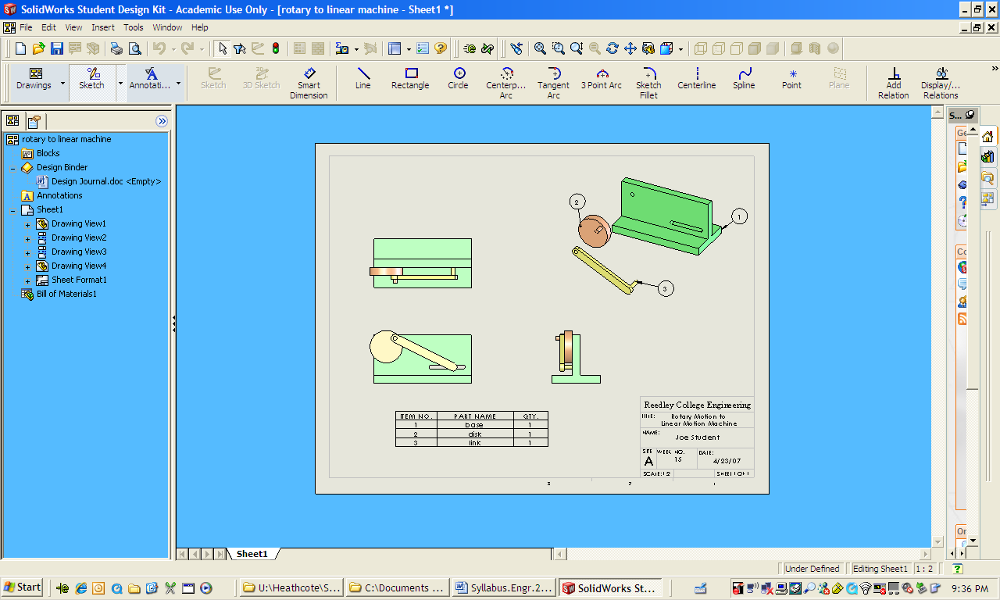 SolidWorks Student Design Kit - Academic Use Only - [rotary to linear machine - Sheet1 *]
File Edit View Insert Tools Window Help
Drawings Sketch Annotati... Sketch 3D Sketch Smart Dimension Line Rectangle Circle Centerp... Arc Tangent Arc 3 Point Arc Sketch Fillet Centerline Spline Point Plane Add Relation Display/... Relations
S...
rotary to linear machine
Blocks
Design Binder
Design Journal.doc <Empty>
Annotations
Sheet1
Drawing View1
Drawing View2
Drawing View3
Drawing View4
Sheet Format1
Bill of Materials1
2
1
3
ITEM NO. PART NAME QTY.
1 base 1
2 disk 1
3 link 1
Reedley College Engineering
TITLE: Rotary Motion to
Linear Motion Machine
NAME:
Joe Student
SIZE WEEK NO. DATE:
A 15 4/23/07
SCALE:1:2 SHEET 1 OF 1
3 2 1
Ge
Co
On
Sheet1
Under Defined Editing Sheet1 1 : 2
Start U:\Heathcote\S... C:\Documents ... Syllabus.Engr.2... SolidWorks St... 9:36 PM